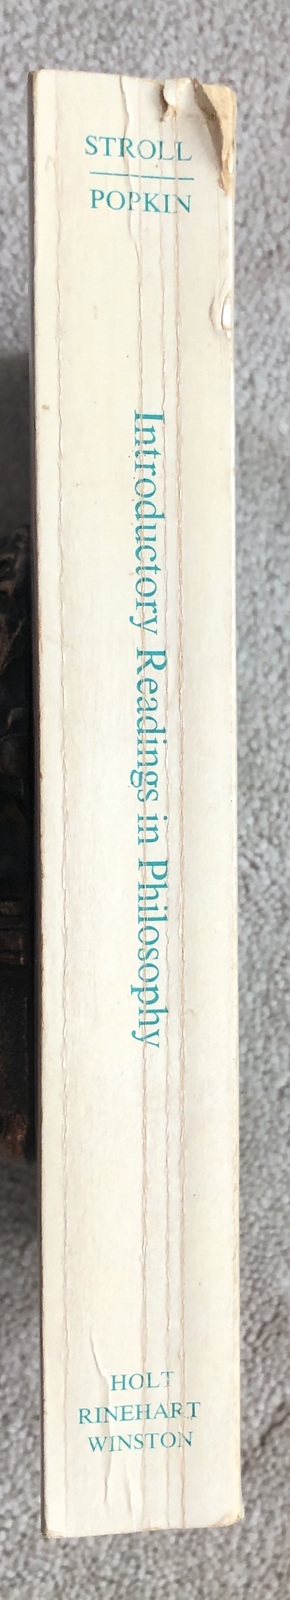 STROLL
POPKIN
Introductory Readings in Philosophy
HOLT
RINEHART
WINSTON